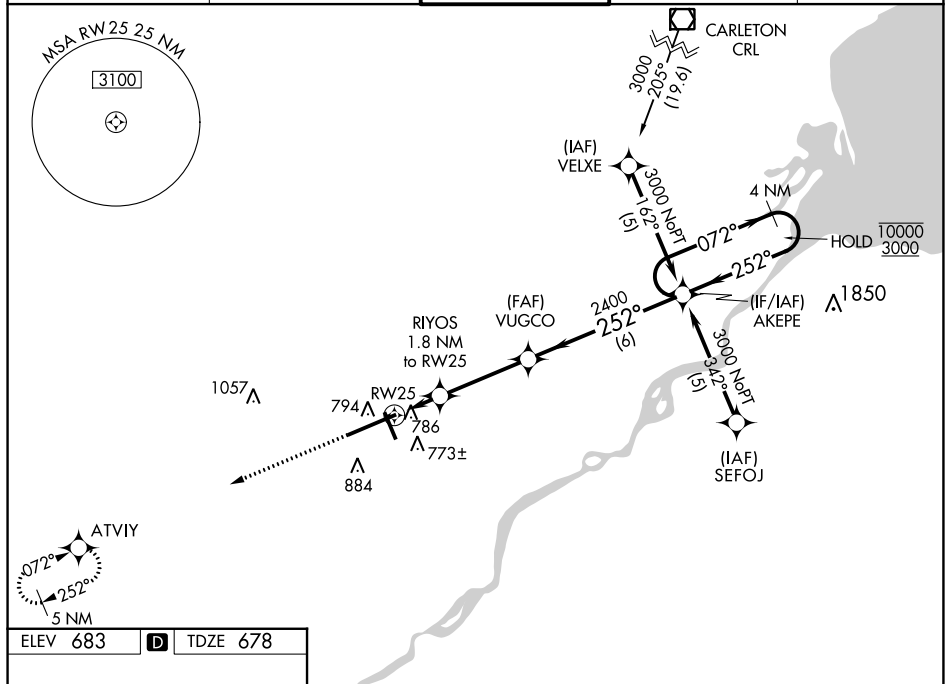 MSA RW25 25 NM
3100
CARLETON
CRL
3000
205°
(19.6)
(IAF)
VELXE
3000 NoPT
162°
(5)
4 NM
072°
HOLD
10000
3000
252°
(IF/IAF)
AKEPE
1850
(FAF)
VUGCO
2400
252°
(6)
RIYOS
1.8 NM
to RW25
3000 NoPT
342°
(5)
1057
794
RW25
786
773±
884
(IAF)
SEFOJ
ATVIY
072°
252°
5 NM
ELEV 683 D TDZE 678